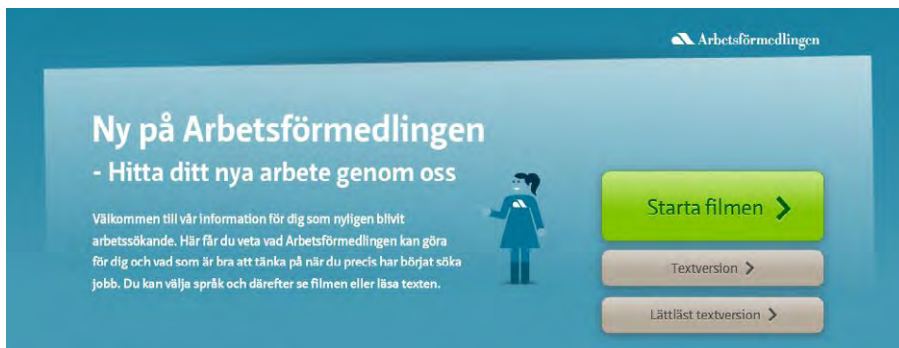 Arbetsförmedlingen
Ny på Arbetsförmedlingen
- Hitta ditt nya arbete genom oss
Välkommen till vår information för dig som nyligen blivit
arbetssökande. Här får du veta vad Arbetsförmedlingen kan göra
för dig och vad som är bra att tänka på när du precis har börjat söka
jobb. Du kan välja språk och därefter se filmen eller läsa texten.
Starta filmen
Textversion
Lättläst textversion